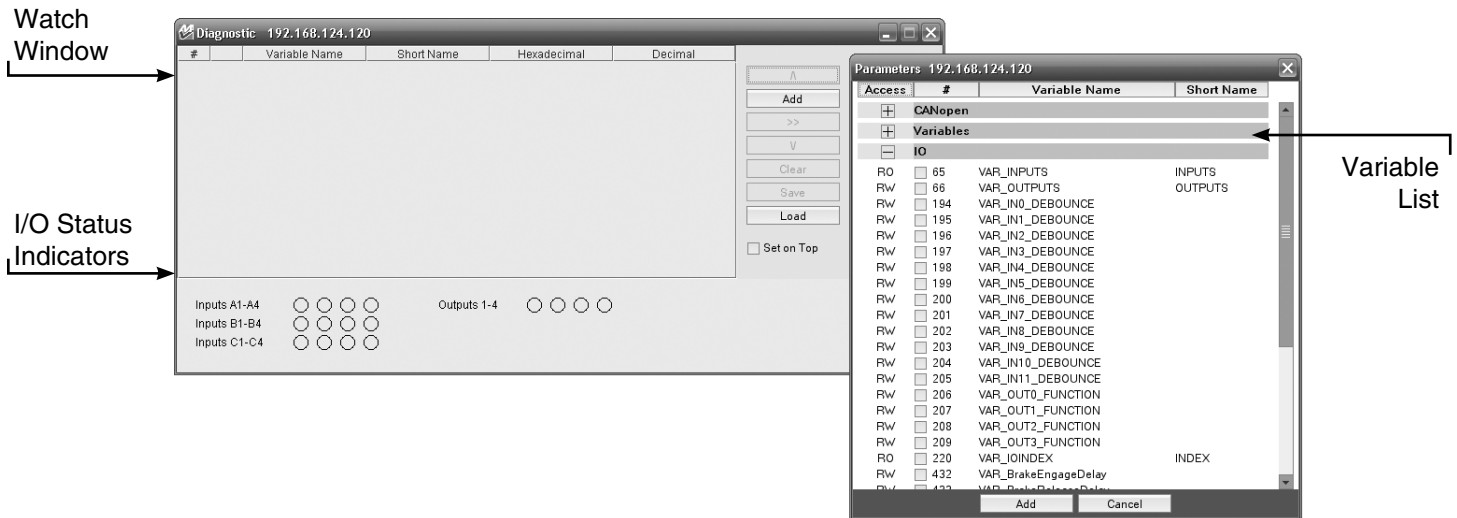 Watch
Window
I/O Status
Indicators
Diagnostic 192.168.124.120
# Variable Name Short Name Hexadecimal Decimal
/\
Add
>>
\/
Clear
Save
Load
Set on Top
Inputs A1-A4 Outputs 1-4
Inputs B1-B4
Inputs C1-C4
Parameters 192.168.124.120
Access # Variable Name Short Name
CANopen
Variables
IO
RO 65 VAR_INPUTS INPUTS
RW 66 VAR_OUTPUTS OUTPUTS
RW 194 VAR_IN0_DEBOUNCE
RW 195 VAR_IN1_DEBOUNCE
RW 196 VAR_IN2_DEBOUNCE
RW 197 VAR_IN3_DEBOUNCE
RW 198 VAR_IN4_DEBOUNCE
RW 199 VAR_IN5_DEBOUNCE
RW 200 VAR_IN6_DEBOUNCE
RW 201 VAR_IN7_DEBOUNCE
RW 202 VAR_IN8_DEBOUNCE
RW 203 VAR_IN9_DEBOUNCE
RW 204 VAR_IN10_DEBOUNCE
RW 205 VAR_IN11_DEBOUNCE
RW 206 VAR_OUT0_FUNCTION
RW 207 VAR_OUT1_FUNCTION
RW 208 VAR_OUT2_FUNCTION
RW 209 VAR_OUT3_FUNCTION
RO 220 VAR_IOINDEX INDEX
RW 432 VAR_BrakeEngageDelay
Add Cancel
Variable
List